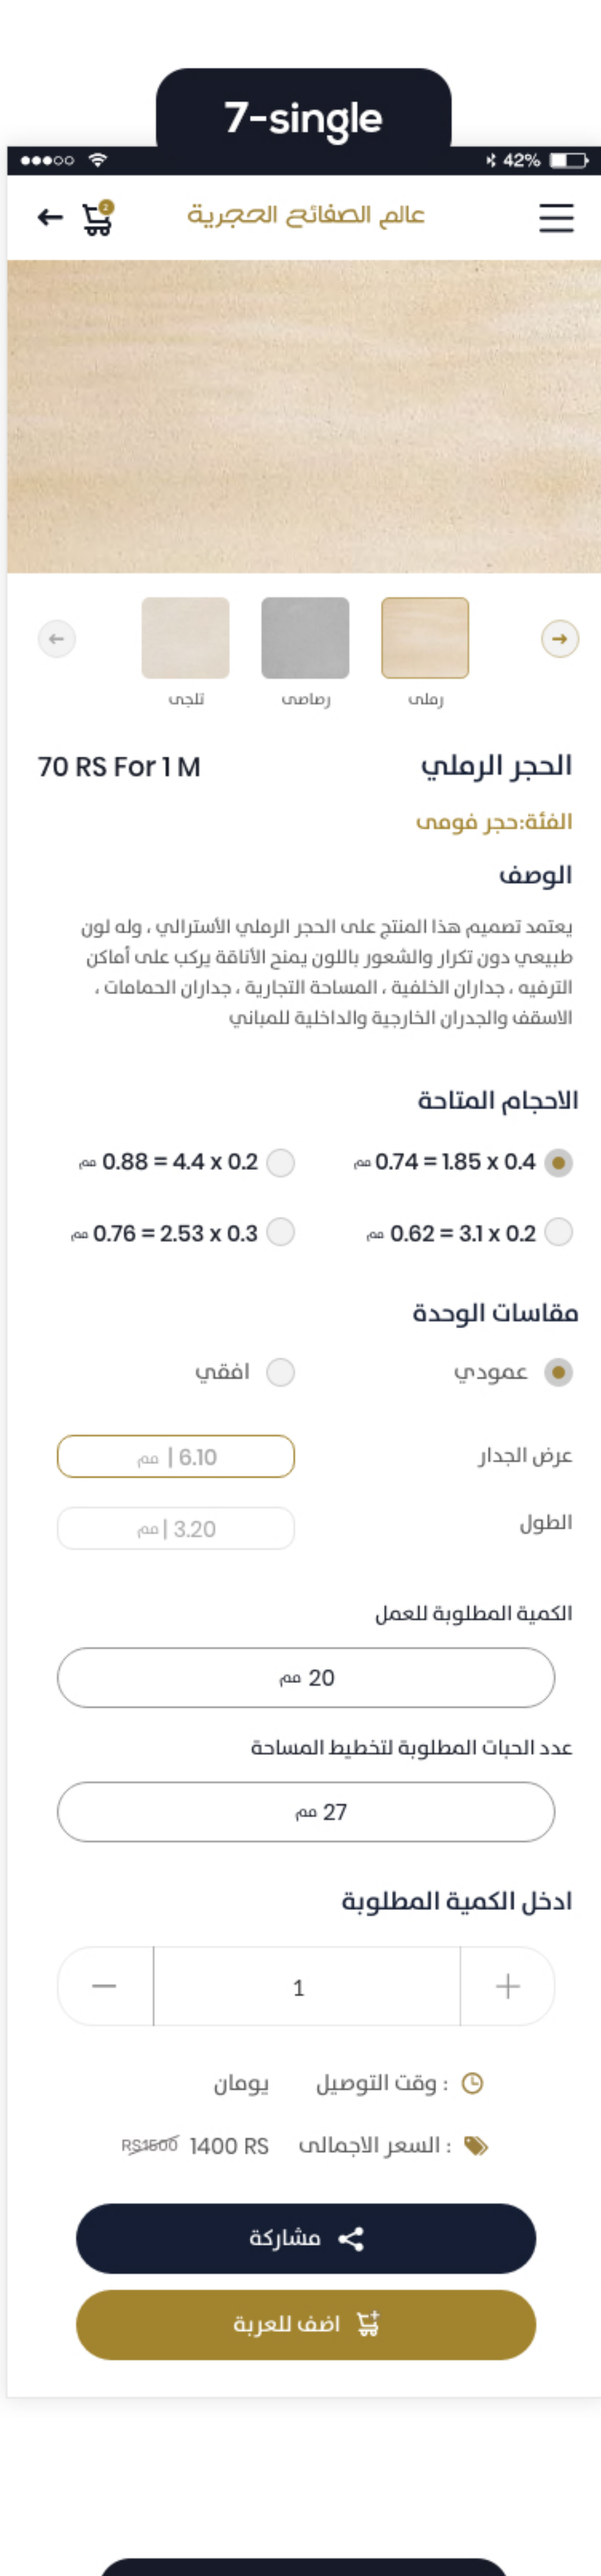 7-single
42%
2
عالم الصفائح الحجرية
رملى
رصاصى
تلجى
الحجر الرملي
70 RS For 1 M
الفئة:حجر فومى
الوصف
يعتمد تصميم هذا المنتج على الحجر الرملي الأسترالي ، وله لون
طبيعي دون تكرار والشعور باللون يمنح الأناقة يركب على أماكن
الترفيه ، جداران الخلفية ، المساحة التجارية ، جداران الحمامات ،
الاسقف والجدران الخارجية والداخلية للمباني
الاحجام المتاحة
0.74 = 1.85 x 0.4 مم
0.88 = 4.4 x 0.2 مم
0.62 = 3.1 x 0.2 مم
0.76 = 2.53 x 0.3 مم
مقاسات الوحدة
عمودي
افقي
عرض الجدار
6.10 | مم
الطول
3.20 | مم
الكمية المطلوبة للعمل
20 مم
عدد الحبات المطلوبة لتخطيط المساحة
27 مم
ادخل الكمية المطلوبة
1
وقت التوصيل :
يومان
السعر الاجمالى :
1400 RS
RS1500
مشاركة
اضف للعربة